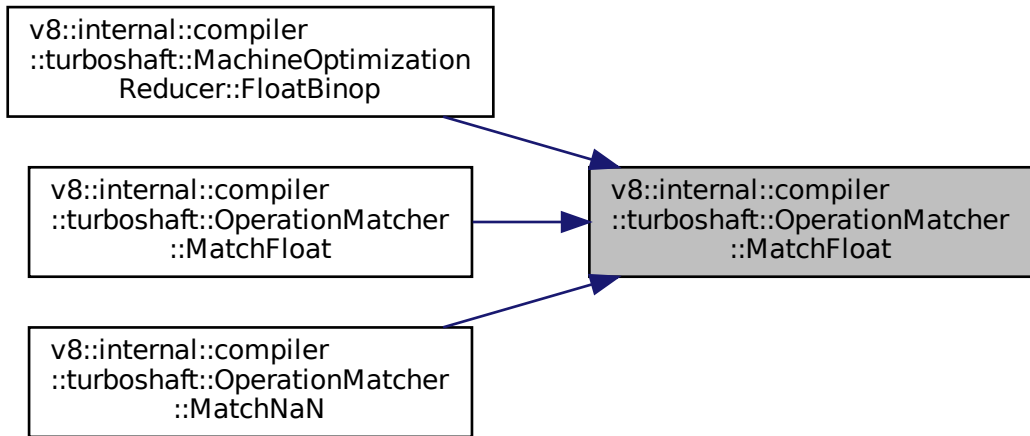 v8::internal::compiler
::turboshaft::MachineOptimization
Reducer::FloatBinop
v8::internal::compiler
::turboshaft::OperationMatcher
::MatchFloat
v8::internal::compiler
::turboshaft::OperationMatcher
::MatchNaN
v8::internal::compiler
::turboshaft::OperationMatcher
::MatchFloat